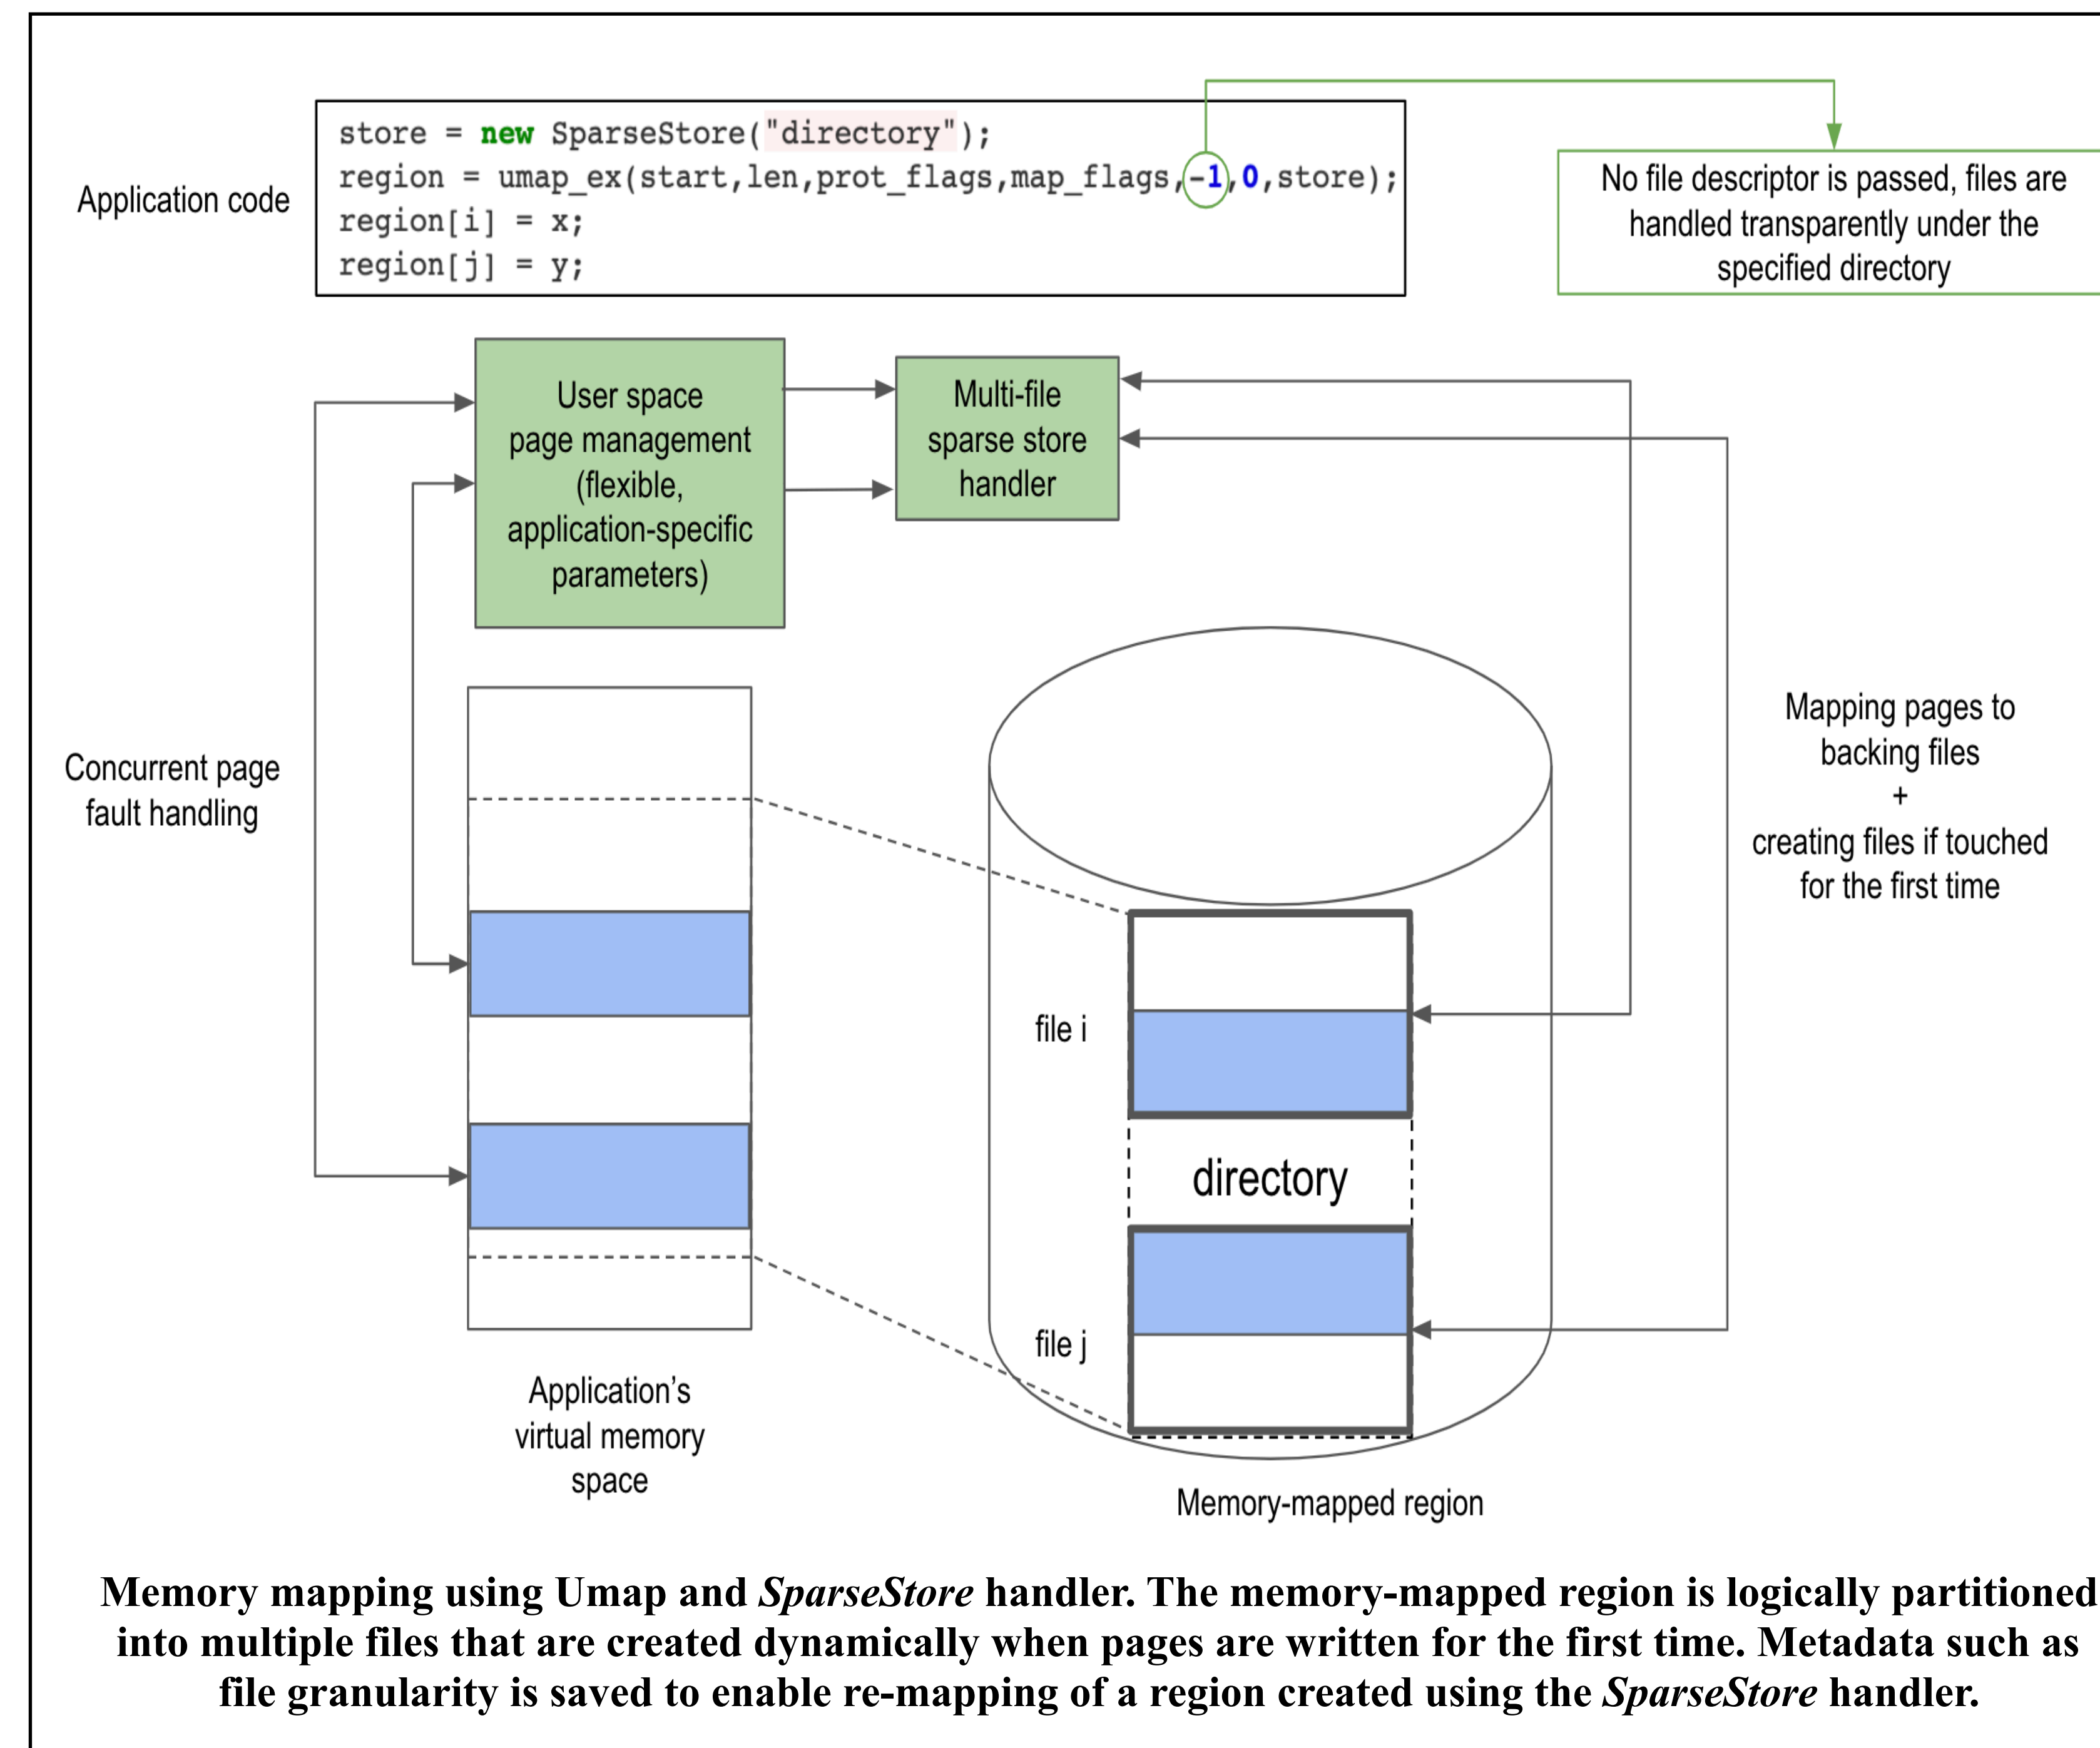 Application code
store = new SparseStore("directory");
region = umap_ex(start,len,prot_flags,map_flags,-1,0,store);
region[i] = x;
region[j] = y;
No file descriptor is passed, files are
handled transparently under the
specified directory
User space
page management
(flexible,
application-specific
parameters)
Multi-file
sparse store
handler
Concurrent page
fault handling
Mapping pages to
backing files
+
creating files if touched
for the first time
file i
directory
file j
Application’s
virtual memory
space
Memory-mapped region
Memory mapping using Umap and SparseStore handler. The memory-mapped region is logically partitioned
into multiple files that are created dynamically when pages are written for the first time. Metadata such as
file granularity is saved to enable re-mapping of a region created using the SparseStore handler.